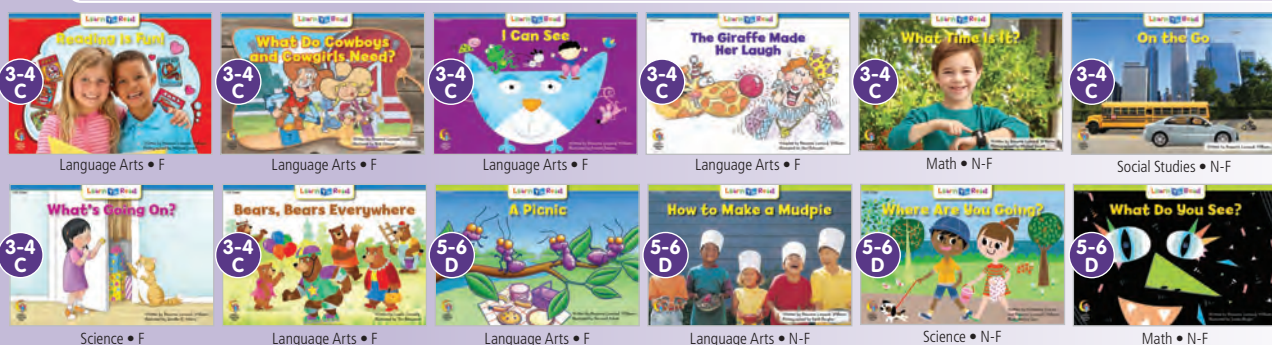 Learn to Read
Reading Is Fun!
3-4
C
Language Arts • F
Learn to Read
What Do Cowboys
and Cowgirls Need?
3-4
C
Language Arts • F
Learn to Read
I Can See
3-4
C
Language Arts • F
Learn to Read
The Giraffe Made
Her Laugh
3-4
C
Language Arts • F
Learn to Read
What Time Is It?
3-4
C
Math • N-F
Learn to Read
On the Go
3-4
C
Social Studies • N-F
Learn to Read
What's Going On?
3-4
C
Science • F
Learn to Read
Bears, Bears Everywhere
3-4
C
Language Arts • F
Learn to Read
A Picnic
5-6
D
Language Arts • F
Learn to Read
How to Make a Mudpie
5-6
D
Language Arts • N-F
Learn to Read
Where Are You Going?
5-6
D
Science • N-F
Learn to Read
What Do You See?
5-6
D
Math • N-F